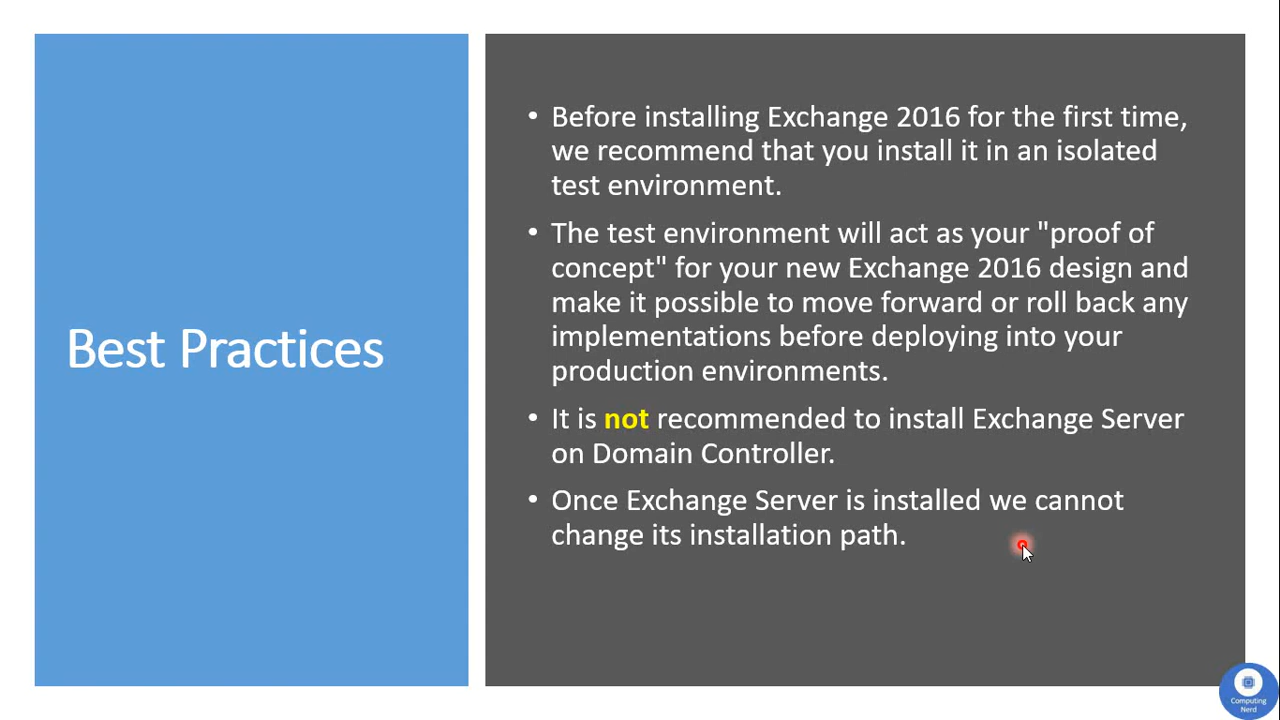 Best Practices
• Before installing Exchange 2016 for the first time,
we recommend that you install it in an isolated
test environment.
• The test environment will act as your "proof of
concept" for your new Exchange 2016 design and
make it possible to move forward or roll back any
implementations before deploying into your
production environments.
• It is not recommended to install Exchange Server
on Domain Controller.
• Once Exchange Server is installed we cannot
change its installation path.
Computing
Nerd